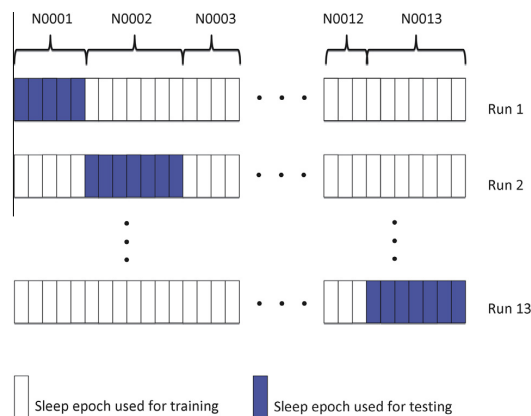 N0001 N0002 N0003 N0012 N0013
Run 1
Run 2
Run 13
Sleep epoch used for training Sleep epoch used for testing